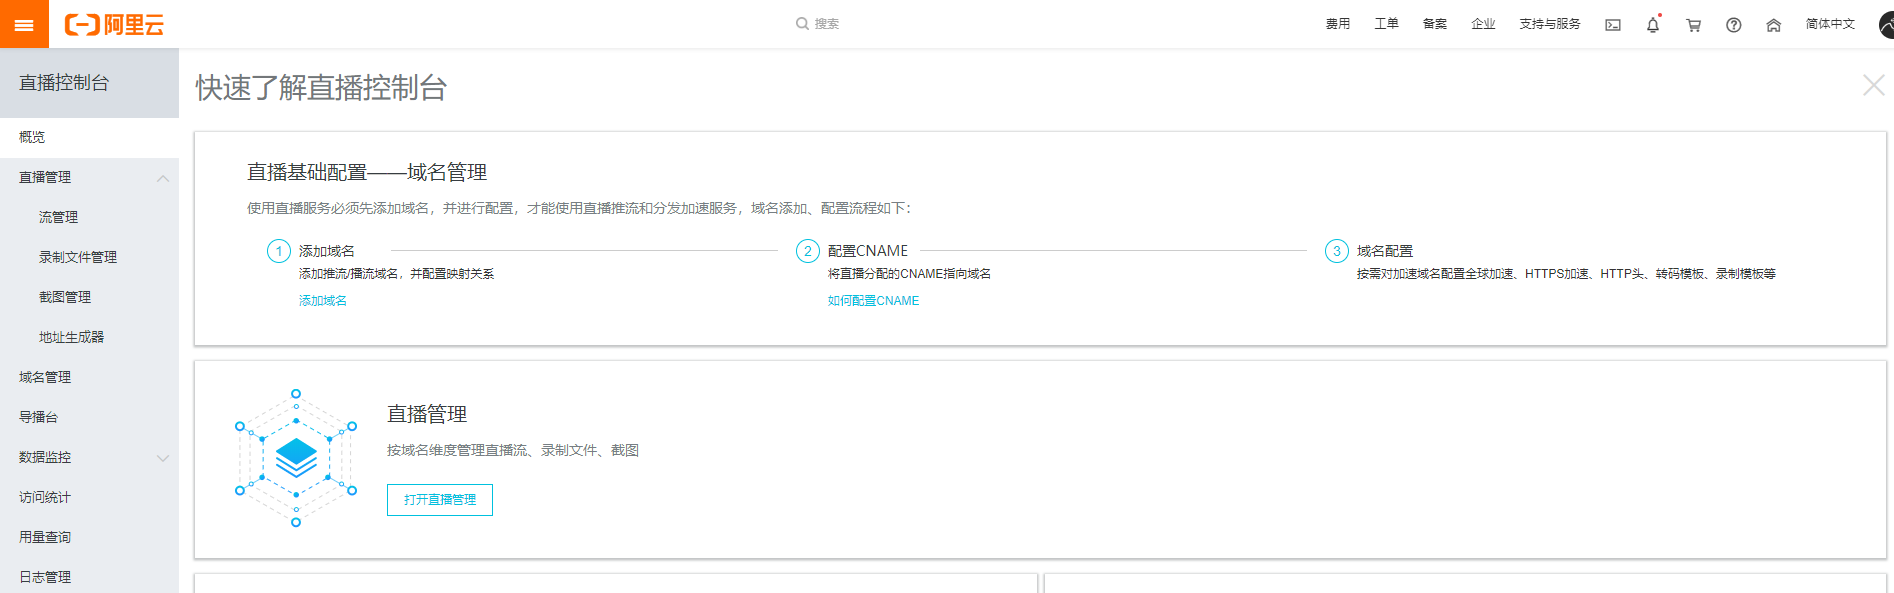 阿里云
搜索
费用
工单
备案
企业
支持与服务
简体中文
直播控制台
概览
直播管理
流管理
录制文件管理
截图管理
地址生成器
域名管理
导播台
数据监控
访问统计
用量查询
日志管理
快速了解直播控制台
直播基础配置——域名管理
使用直播服务必须先添加域名，并进行配置，才能使用直播推流和分发加速服务，域名添加、配置流程如下：
1 添加域名
添加推流/播流域名，并配置映射关系
添加域名
2 配置CNAME
将直播分配的CNAME指向域名
如何配置CNAME
3 域名配置
按需对加速域名配置全球加速、HTTPS加速、HTTP头、转码模板、录制模板等
直播管理
按域名维度管理直播流、录制文件、截图
打开直播管理